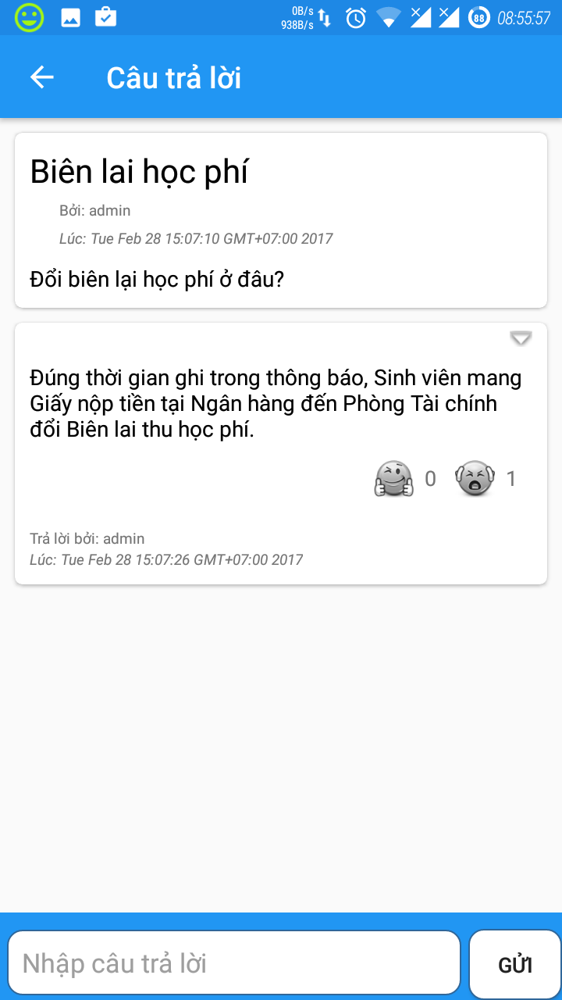 0B/s
938B/s
88
08:55:57
Câu trả lời
Biên lai học phí
Bởi: admin
Lúc: Tue Feb 28 15:07:10 GMT+07:00 2017
Đổi biên lại học phí ở đâu?
Đúng thời gian ghi trong thông báo, Sinh viên mang
Giấy nộp tiền tại Ngân hàng đến Phòng Tài chính
đổi Biên lai thu học phí.
0 1
Trả lời bởi: admin
Lúc: Tue Feb 28 15:07:26 GMT+07:00 2017
Nhập câu trả lời
GỬI